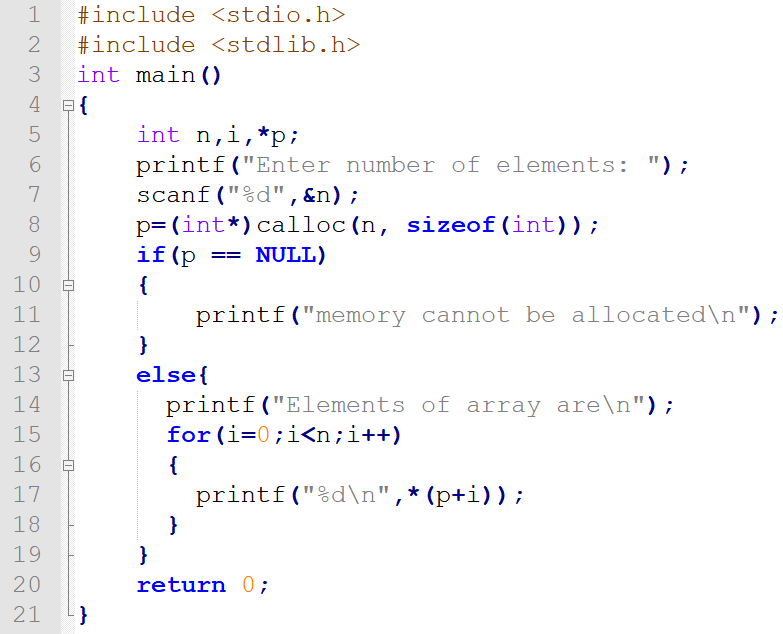 1 #include <stdio.h>
2 #include <stdlib.h>
3 int main()
4 {
5 int n,i,*p;
6 printf("Enter number of elements: ");
7 scanf("%d",&n);
8 p=(int*)calloc(n, sizeof(int));
9 if(p == NULL)
10 {
11 printf("memory cannot be allocated\n");
12 }
13 else{
14 printf("Elements of array are\n");
15 for(i=0;i<n;i++)
16 {
17 printf("%d\n",*(p+i));
18 }
19 }
20 return 0;
21 }